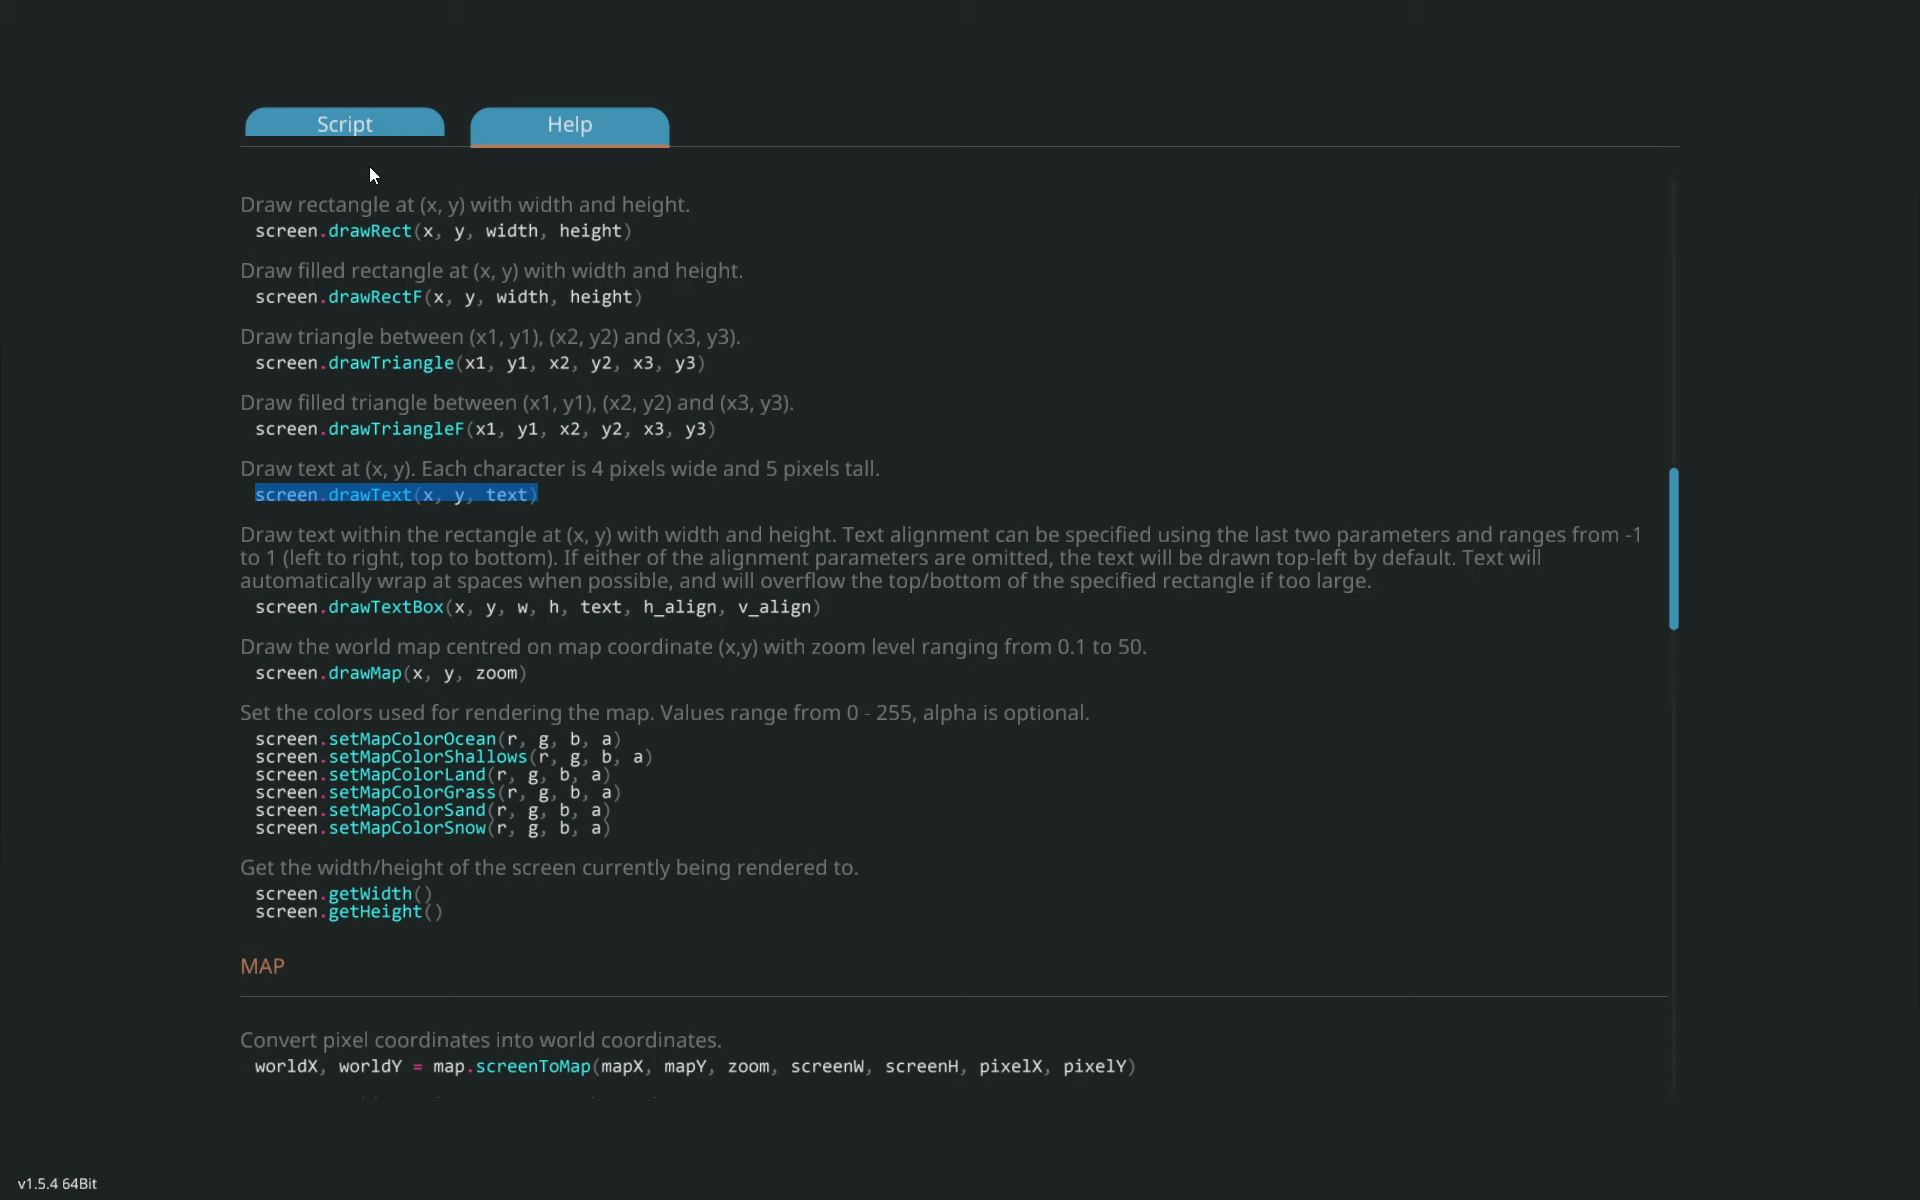 Script
Help
Draw rectangle at (x, y) with width and height.
screen.drawRect(x, y, width, height)
Draw filled rectangle at (x, y) with width and height.
screen.drawRectF(x, y, width, height)
Draw triangle between (x1, y1), (x2, y2) and (x3, y3).
screen.drawTriangle(x1, y1, x2, y2, x3, y3)
Draw filled triangle between (x1, y1), (x2, y2) and (x3, y3).
screen.drawTriangleF(x1, y1, x2, y2, x3, y3)
Draw text at (x, y). Each character is 4 pixels wide and 5 pixels tall.
screen.drawText(x, y, text)
Draw text within the rectangle at (x, y) with width and height. Text alignment can be specified using the last two parameters and ranges from -1
to 1 (left to right, top to bottom). If either of the alignment parameters are omitted, the text will be drawn top-left by default. Text will
automatically wrap at spaces when possible, and will overflow the top/bottom of the specified rectangle if too large.
screen.drawTextBox(x, y, w, h, text, h_align, v_align)
Draw the world map centred on map coordinate (x,y) with zoom level ranging from 0.1 to 50.
screen.drawMap(x, y, zoom)
Set the colors used for rendering the map. Values range from 0 - 255, alpha is optional.
screen.setMapColorOcean(r, g, b, a)
screen.setMapColorShallows(r, g, b, a)
screen.setMapColorLand(r, g, b, a)
screen.setMapColorGrass(r, g, b, a)
screen.setMapColorSand(r, g, b, a)
screen.setMapColorSnow(r, g, b, a)
Get the width/height of the screen currently being rendered to.
screen.getWidth()
screen.getHeight()
MAP
Convert pixel coordinates into world coordinates.
worldX, worldY = map.screenToMap(mapX, mapY, zoom, screenW, screenH, pixelX, pixelY)
v1.5.4 64Bit